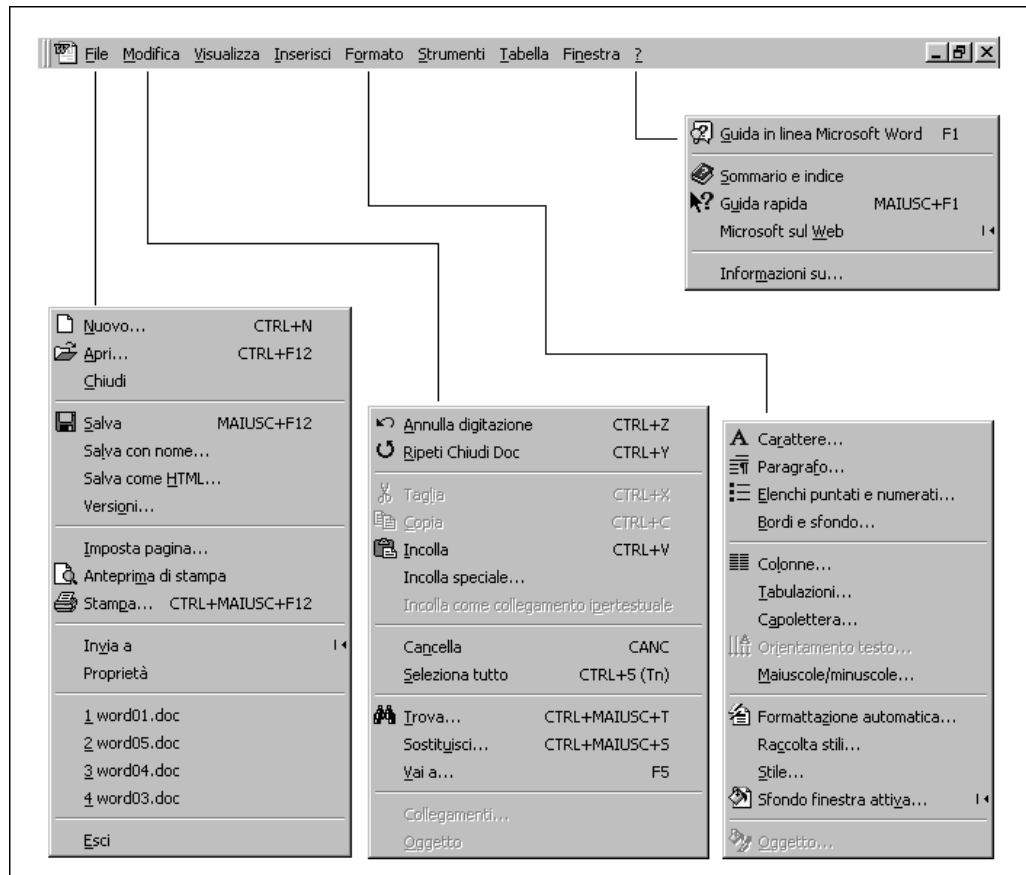 File Modifica Visualizza Inserisci Formato Strumenti Tabella Finestra ?
Guida in linea Microsoft Word F1
Sommario e indice
Guida rapida MAIUSC+F1
Microsoft sul Web
Informazioni su...
Nuovo... CTRL+N
Apri... CTRL+F12
Chiudi
Salva MAIUSC+F12
Salva con nome...
Salva come HTML...
Versioni...
Imposta pagina...
Anteprima di stampa
Stampa... CTRL+MAIUSC+F12
Invia a
Proprietà
1 word01.doc
2 word05.doc
3 word04.doc
4 word03.doc
Esci
Annulla digitazione CTRL+Z
Ripeti Chiudi Doc CTRL+Y
Taglia CTRL+X
Copia CTRL+C
Incolla CTRL+V
Incolla speciale...
Incolla come collegamento ipertestuale
Cancella CANC
Seleziona tutto CTRL+5 (Tn)
Trova... CTRL+MAIUSC+T
Sostituisci... CTRL+MAIUSC+S
Vai a... F5
Collegamenti...
Oggetto
Carattere...
Paragrafo...
Elenchi puntati e numerati...
Bordi e sfondo...
Colonne...
Tabulazioni...
Capolettera...
Orientamento testo...
Maiuscole/minuscole...
Formattazione automatica...
Raccolta stili...
Stile...
Sfondo finestra attiva...
Oggetto...